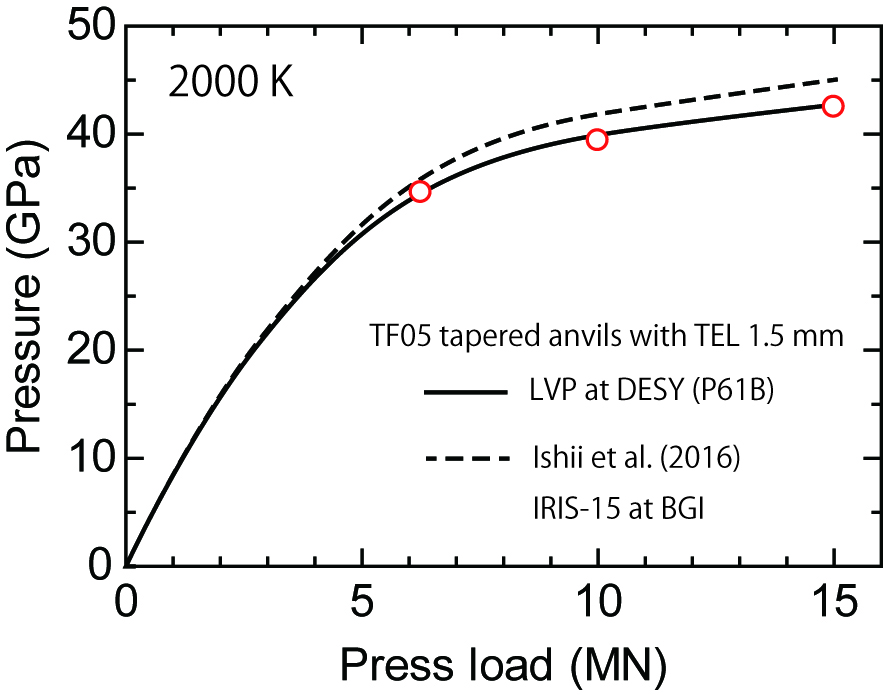 50
40
30
20
10
0
Pressure (GPa)
2000 K
TF05 tapered anvils with TEL 1.5 mm
LVP at DESY (P61B)
Ishii et al. (2016)
IRIS-15 at BGI
0 5 10 15
Press load (MN)